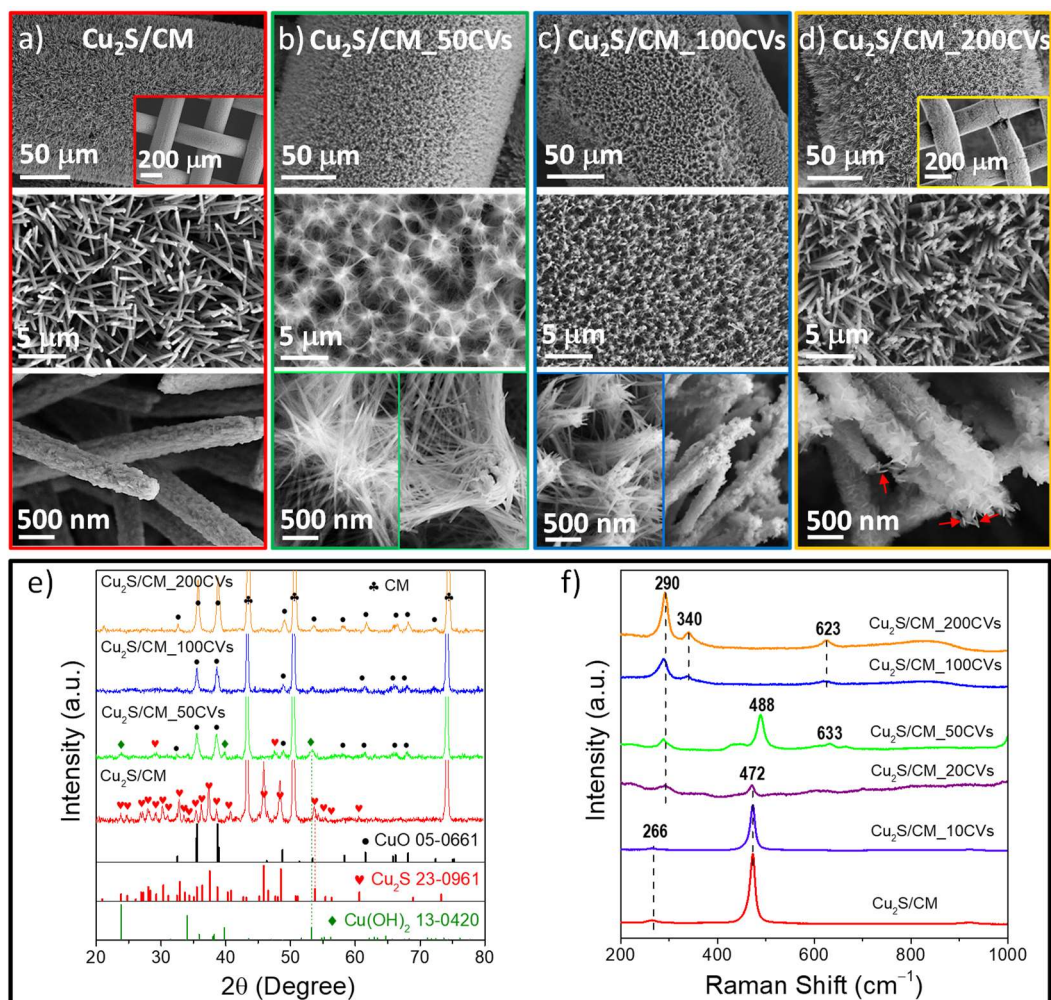 a) Cu₂S/CM
50 μm
200 μm
5 μm
500 nm
b) Cu₂S/CM_50CVs
50 μm
5 μm
500 nm
c) Cu₂S/CM_100CVs
50 μm
5 μm
500 nm
d) Cu₂S/CM_200CVs
50 μm
200 μm
5 μm
500 nm
e)
Cu₂S/CM_200CVs
♣ CM
Cu₂S/CM_100CVs
Cu₂S/CM_50CVs
Cu₂S/CM
● CuO 05-0661
♥ Cu₂S 23-0961
♦ Cu(OH)₂ 13-0420
Intensity (a.u.)
20 30 40 50 60 70 80
2θ (Degree)
f)
290
340
623
Cu₂S/CM_200CVs
Cu₂S/CM_100CVs
488
633
Cu₂S/CM_50CVs
472
Cu₂S/CM_20CVs
266
Cu₂S/CM_10CVs
Cu₂S/CM
Intensity (a.u.)
200 400 600 800 1000
Raman Shift (cm⁻¹)